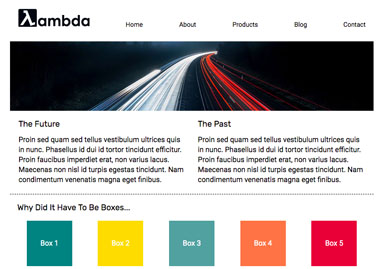 λambda
Home About Products Blog Contact
The Future
Proin sed quam sed tellus vestibulum ultrices quis
in nunc. Phasellus id dui id tortor tincidunt efficitur.
Proin faucibus imperdiet erat, non varius lacus.
Maecenas non nisl id turpis egestas tincidunt. Nam
condimentum venenatis magna eget finibus.
The Past
Proin sed quam sed tellus vestibulum ultrices quis
in nunc. Phasellus id dui id tortor tincidunt efficitur.
Proin faucibus imperdiet erat, non varius lacus.
Maecenas non nisl id turpis egestas tincidunt. Nam
condimentum venenatis magna eget finibus.
Why Did It Have To Be Boxes...
Box 1 Box 2 Box 3 Box 4 Box 5